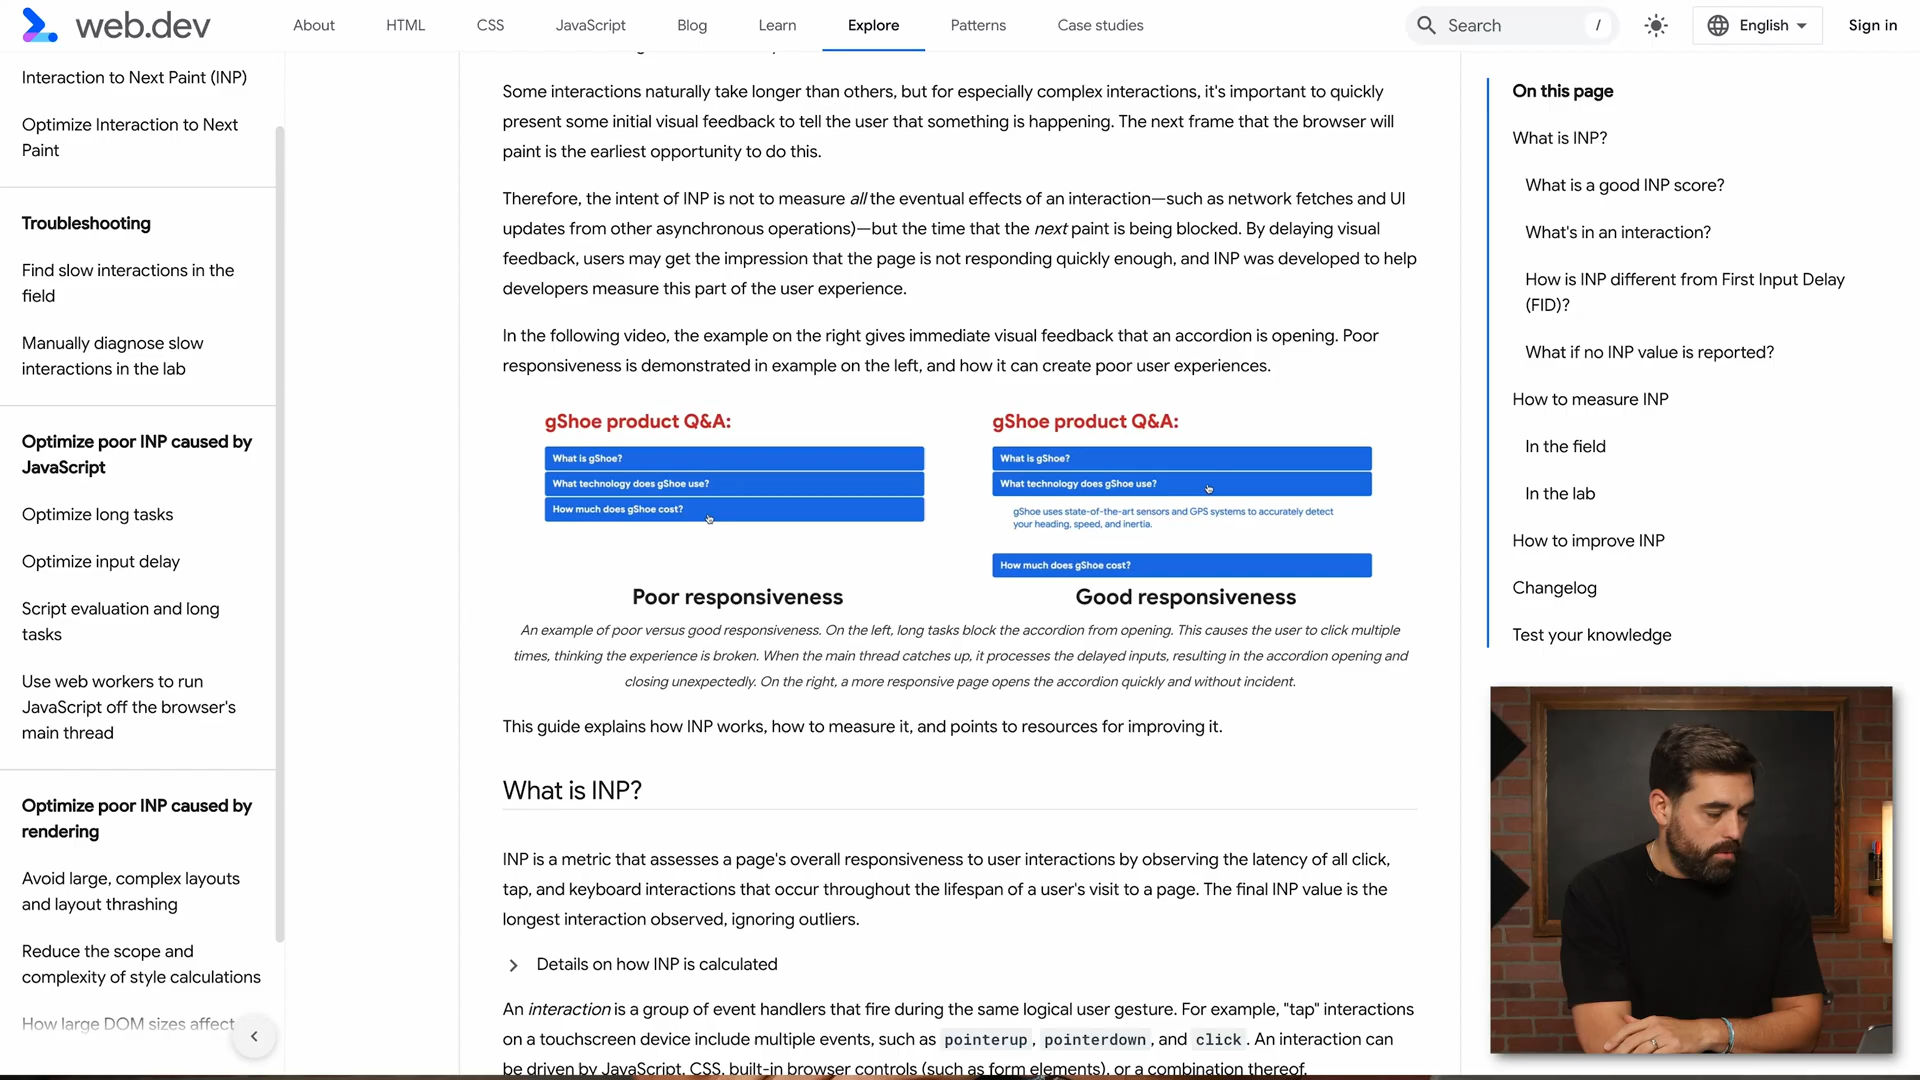 web.dev
About
HTML
CSS
JavaScript
Blog
Learn
Explore
Patterns
Case studies
Search
/
English
Sign in
Interaction to Next Paint (INP)
Optimize Interaction to Next
Paint
Troubleshooting
Find slow interactions in the
field
Manually diagnose slow
interactions in the lab
Optimize poor INP caused by
JavaScript
Optimize long tasks
Optimize input delay
Script evaluation and long
tasks
Use web workers to run
JavaScript off the browser's
main thread
Optimize poor INP caused by
rendering
Avoid large, complex layouts
and layout thrashing
Reduce the scope and
complexity of style calculations
How large DOM sizes affect
Some interactions naturally take longer than others, but for especially complex interactions, it's important to quickly
present some initial visual feedback to tell the user that something is happening. The next frame that the browser will
paint is the earliest opportunity to do this.
Therefore, the intent of INP is not to measure all the eventual effects of an interaction—such as network fetches and UI
updates from other asynchronous operations)—but the time that the next paint is being blocked. By delaying visual
feedback, users may get the impression that the page is not responding quickly enough, and INP was developed to help
developers measure this part of the user experience.
In the following video, the example on the right gives immediate visual feedback that an accordion is opening. Poor
responsiveness is demonstrated in example on the left, and how it can create poor user experiences.
gShoe product Q&A:
What is gShoe?
What technology does gShoe use?
How much does gShoe cost?
Poor responsiveness
gShoe product Q&A:
What is gShoe?
What technology does gShoe use?
gShoe uses state-of-the-art sensors and GPS systems to accurately detect
your heading, speed, and inertia.
How much does gShoe cost?
Good responsiveness
An example of poor versus good responsiveness. On the left, long tasks block the accordion from opening. This causes the user to click multiple
times, thinking the experience is broken. When the main thread catches up, it processes the delayed inputs, resulting in the accordion opening and
closing unexpectedly. On the right, a more responsive page opens the accordion quickly and without incident.
This guide explains how INP works, how to measure it, and points to resources for improving it.
What is INP?
INP is a metric that assesses a page's overall responsiveness to user interactions by observing the latency of all click,
tap, and keyboard interactions that occur throughout the lifespan of a user's visit to a page. The final INP value is the
longest interaction observed, ignoring outliers.
Details on how INP is calculated
An interaction is a group of event handlers that fire during the same logical user gesture. For example, "tap" interactions
on a touchscreen device include multiple events, such as pointerup, pointerdown, and click. An interaction can
be driven by JavaScript, CSS, built-in browser controls (such as form elements), or a combination thereof.
On this page
What is INP?
What is a good INP score?
What's in an interaction?
How is INP different from First Input Delay
(FID)?
What if no INP value is reported?
How to measure INP
In the field
In the lab
How to improve INP
Changelog
Test your knowledge